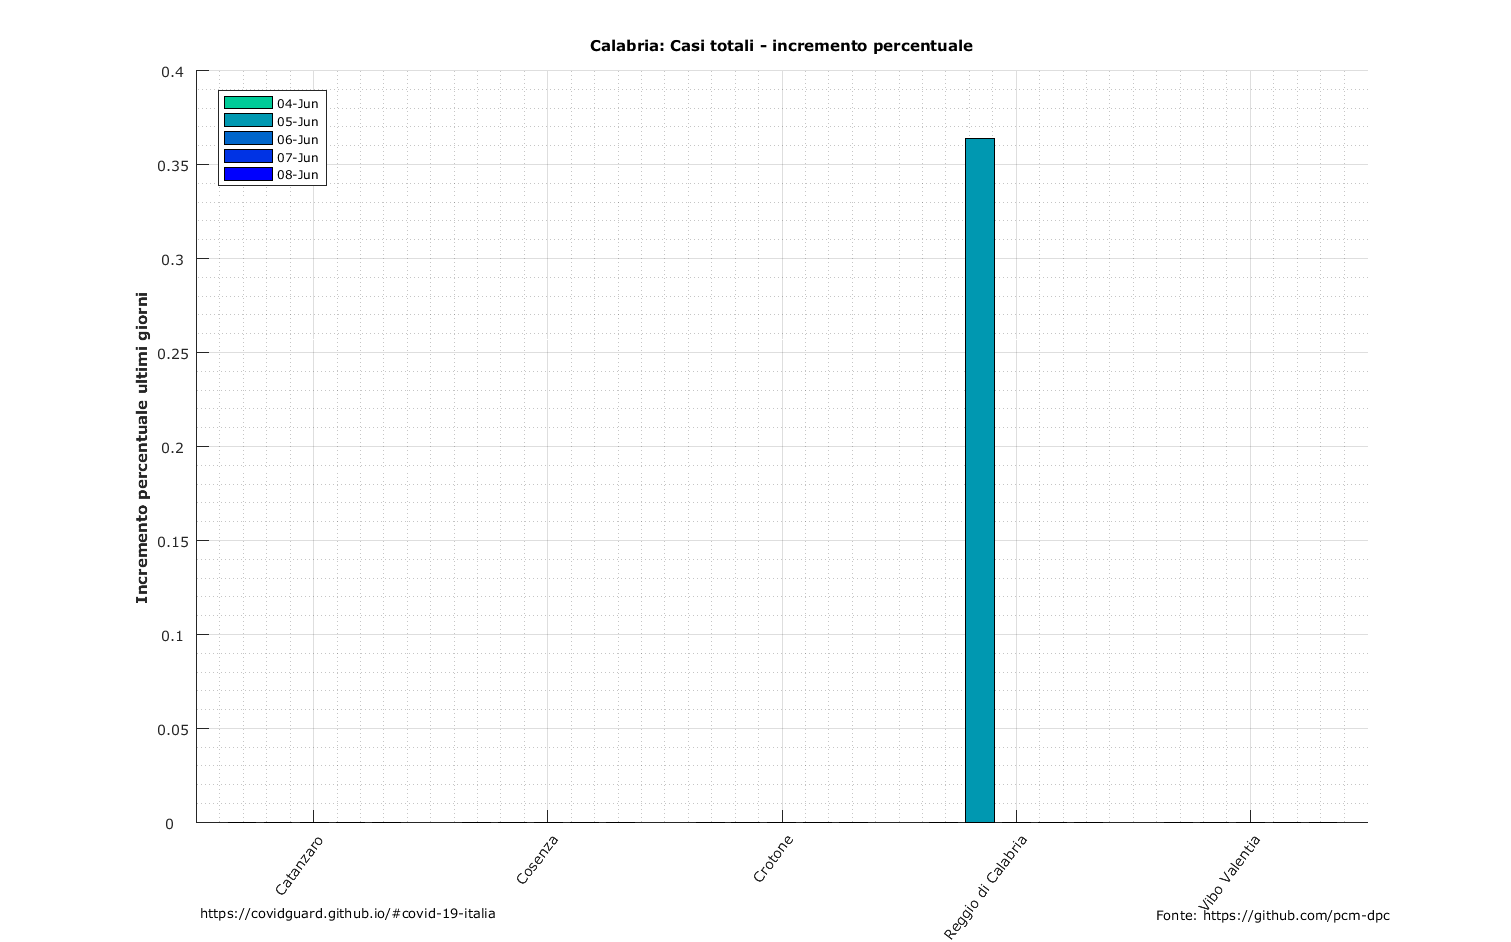 Calabria: Casi totali - incremento percentuale
0.4
0.35
0.3
0.25
0.2
0.15
0.1
0.05
0
Incremento percentuale ultimi giorni
04-Jun
05-Jun
06-Jun
07-Jun
08-Jun
Catanzaro
Cosenza
Crotone
Reggio di Calabria
Vibo Valentia
https://covidguard.github.io/#covid-19-italia
Fonte: https://github.com/pcm-dpc